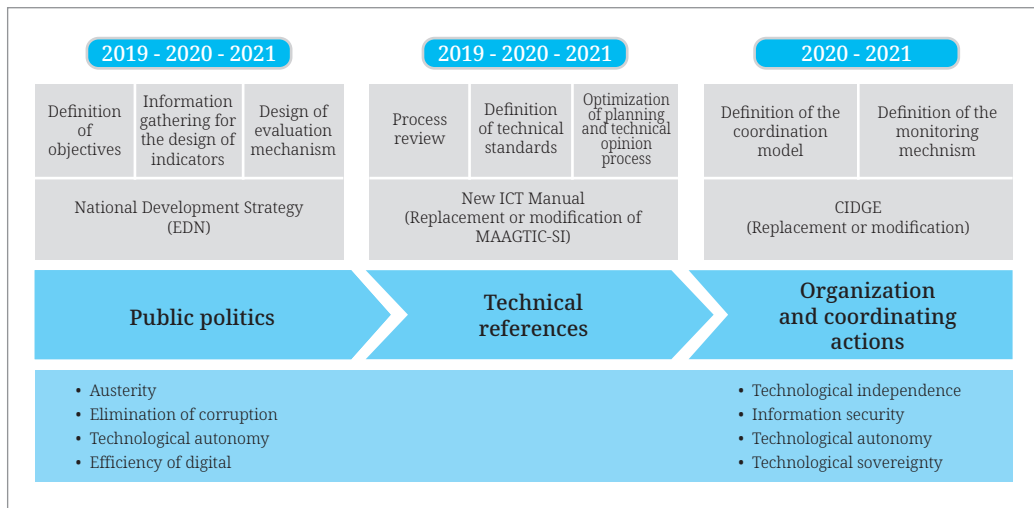 2019 - 2020 - 2021
2019 - 2020 - 2021
2020 - 2021
Definition
of
objectives
Information
gathering for
the design of
indicators
Design of
evaluation
mechanism
Process
review
Definition
of technical
standards
Optimization
of planning
and technical
opinion
process
Definition of the
coordination
model
Definition of the
monitoring
mechnism
National Development Strategy
(EDN)
New ICT Manual
(Replacement or modification of
MAAGTIC-SI)
CIDGE
(Replacement or modification)
Public politics
Technical
references
Organization
and coordinating
actions
• Austerity
• Elimination of corruption
• Technological autonomy
• Efficiency of digital
• Technological independence
• Information security
• Technological autonomy
• Technological sovereignty